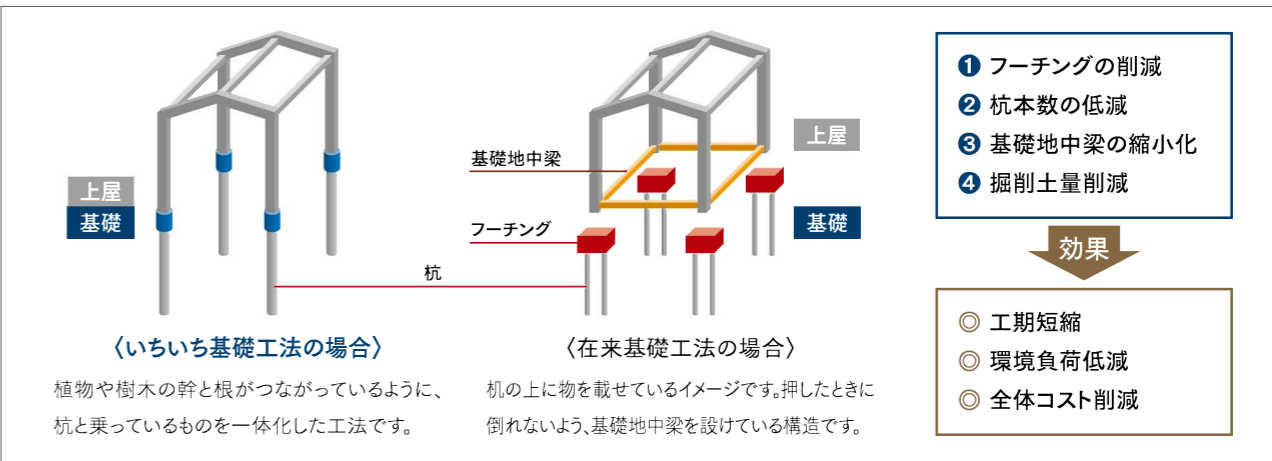 上屋
基礎
杭
〈いちいち基礎工法の場合〉
植物や樹木の幹と根がつながっているように、
杭と乗っているものを一体化した工法です。
基礎地中梁
フーチング
上屋
基礎
〈在来基礎工法の場合〉
机の上に物を載せているイメージです。押したときに
倒れないよう、基礎地中梁を設けている構造です。
❶ フーチングの削減
❷ 杭本数の低減
❸ 基礎地中梁の縮小化
❹ 掘削土量削減
効果
◎ 工期短縮
◎ 環境負荷低減
◎ 全体コスト削減